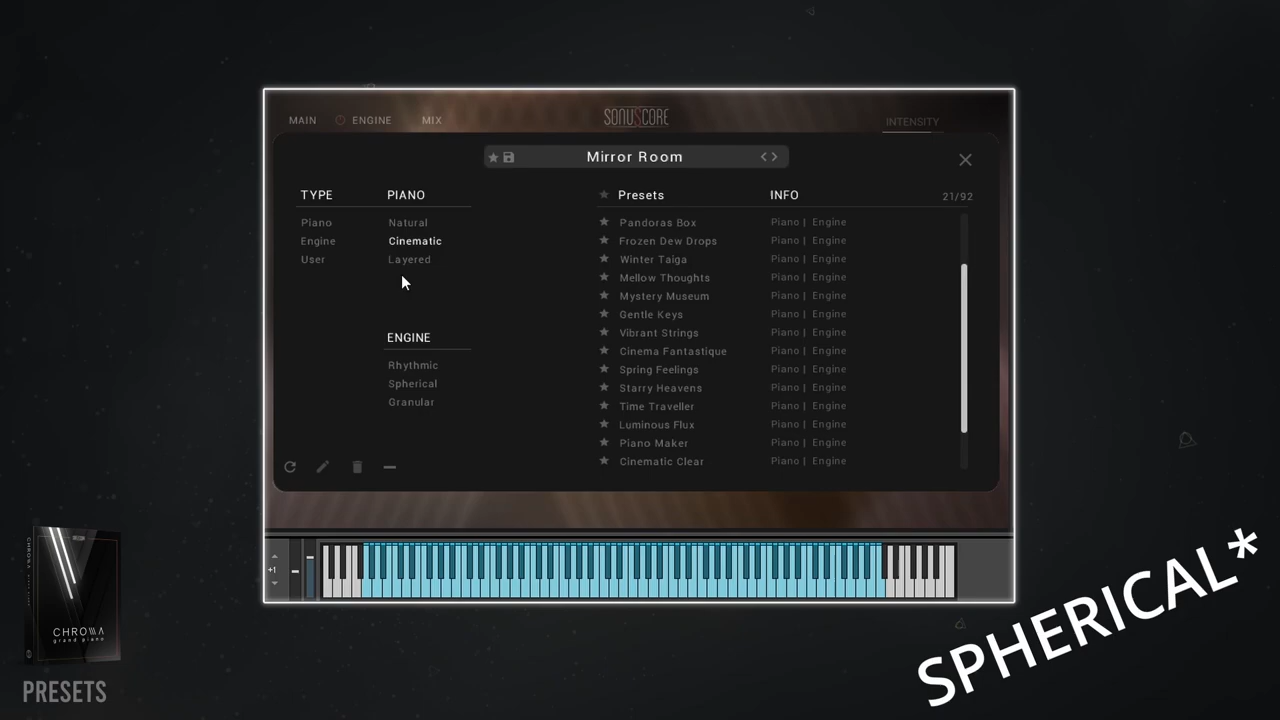 MAIN ENGINE MIX SONUSCORE INTENSITY
Mirror Room
TYPE PIANO Presets INFO 21/92
Piano Natural Pandoras Box Piano | Engine
Engine Cinematic Frozen Dew Drops Piano | Engine
User Layered Winter Taiga Piano | Engine
Mellow Thoughts Piano | Engine
Mystery Museum Piano | Engine
Gentle Keys Piano | Engine
ENGINE Vibrant Strings Piano | Engine
Cinema Fantastique Piano | Engine
Rhythmic Spring Feelings Piano | Engine
Spherical Starry Heavens Piano | Engine
Granular Time Traveller Piano | Engine
Luminous Flux Piano | Engine
Piano Maker Piano | Engine
Cinematic Clear Piano | Engine
+1
CHROMA
grand piano
PRESETS
SPHERICAL*